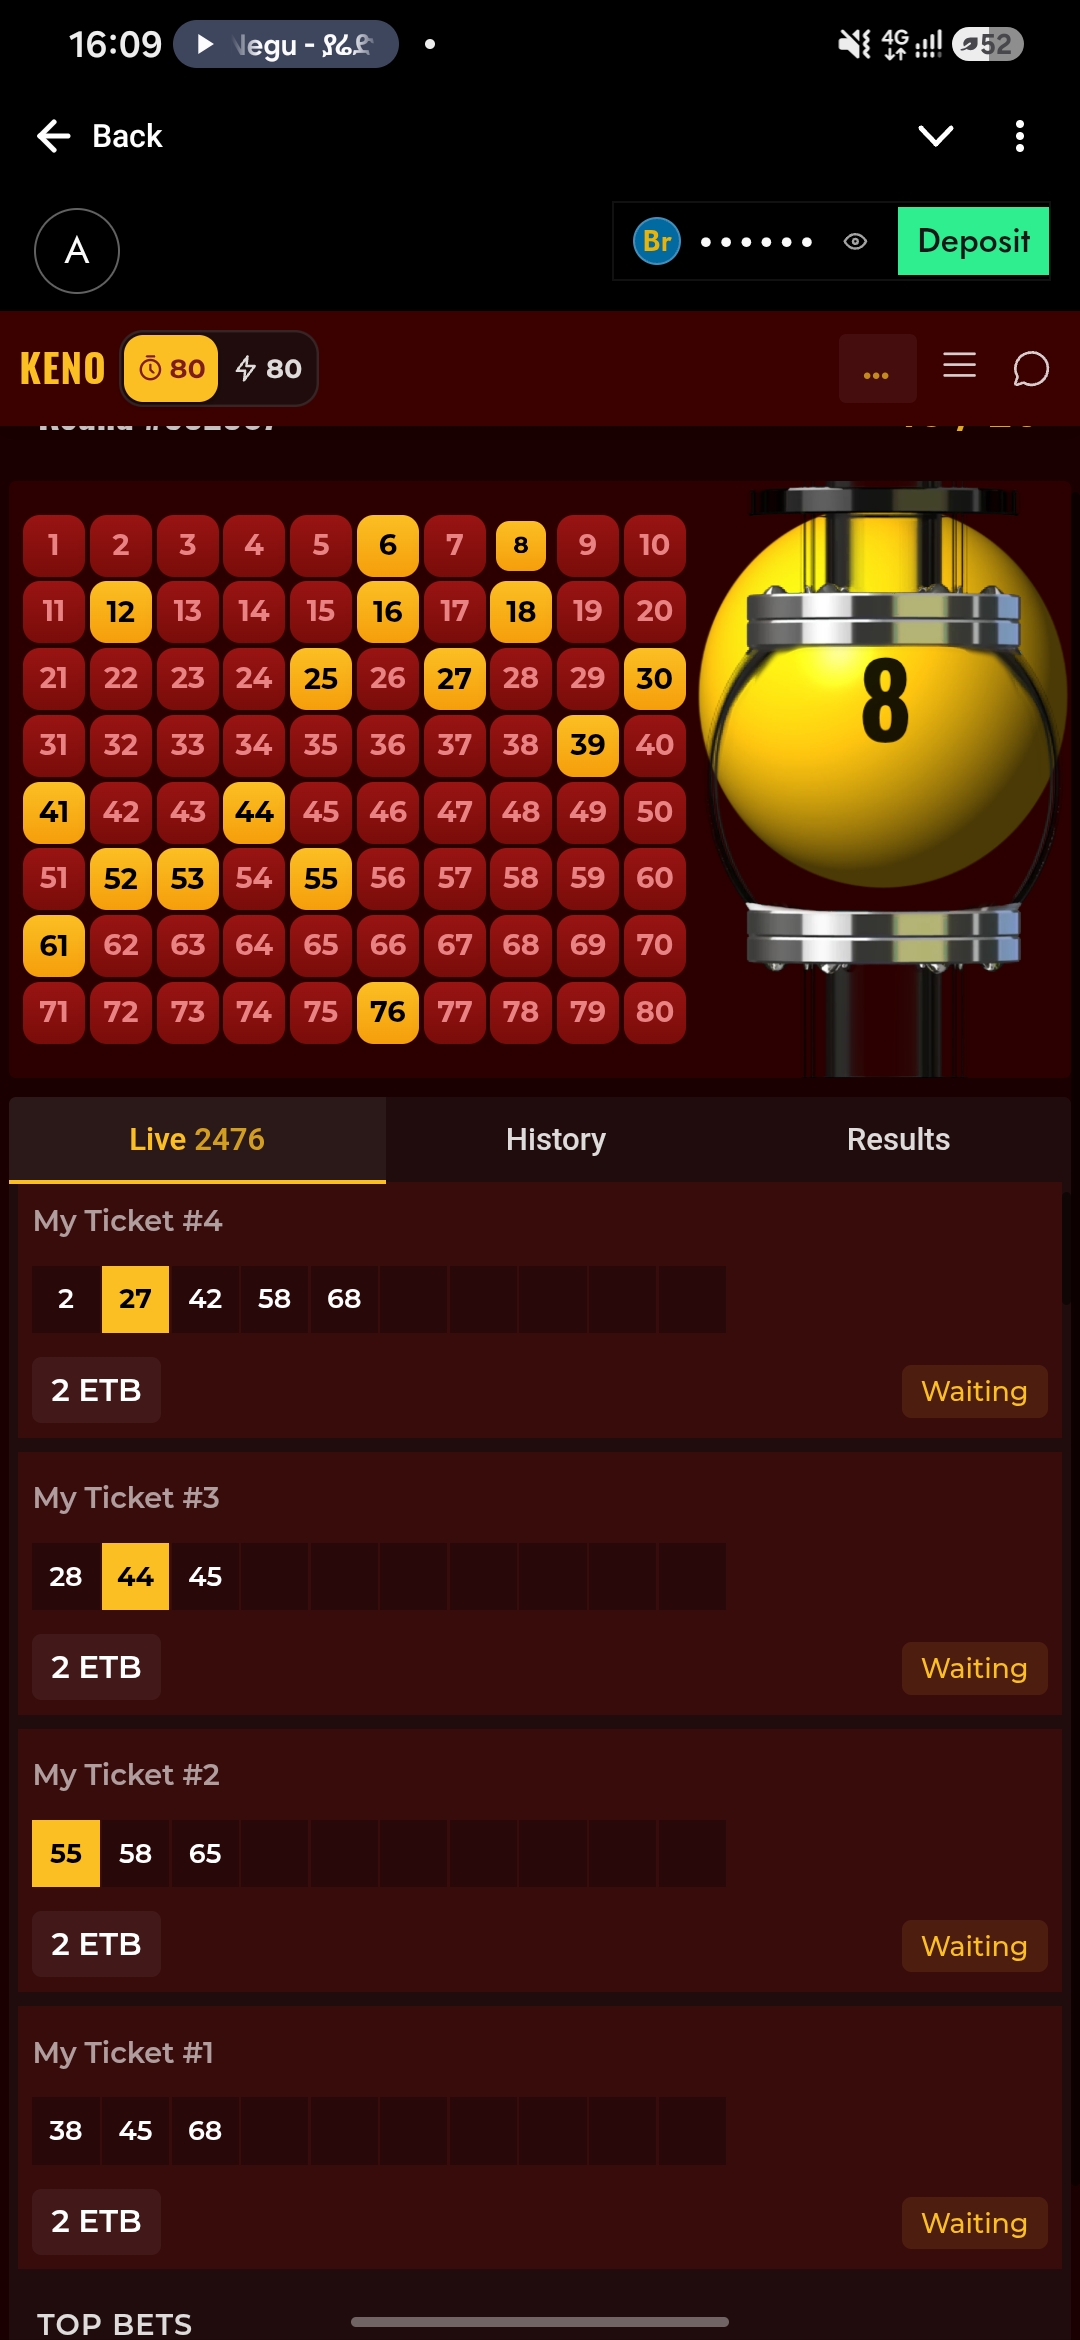 16:09 Negu - 4G 52
Back
A Br •••••• Deposit
KENO 80 80 ...
1 2 3 4 5 6 7 8 9 10
11 12 13 14 15 16 17 18 19 20
21 22 23 24 25 26 27 28 29 30
31 32 33 34 35 36 37 38 39 40
41 42 43 44 45 46 47 48 49 50
51 52 53 54 55 56 57 58 59 60
61 62 63 64 65 66 67 68 69 70
71 72 73 74 75 76 77 78 79 80
8
Live 2476 History Results
My Ticket #4
2 27 42 58 68
2 ETB Waiting
My Ticket #3
28 44 45
2 ETB Waiting
My Ticket #2
55 58 65
2 ETB Waiting
My Ticket #1
38 45 68
2 ETB Waiting
TOP BETS